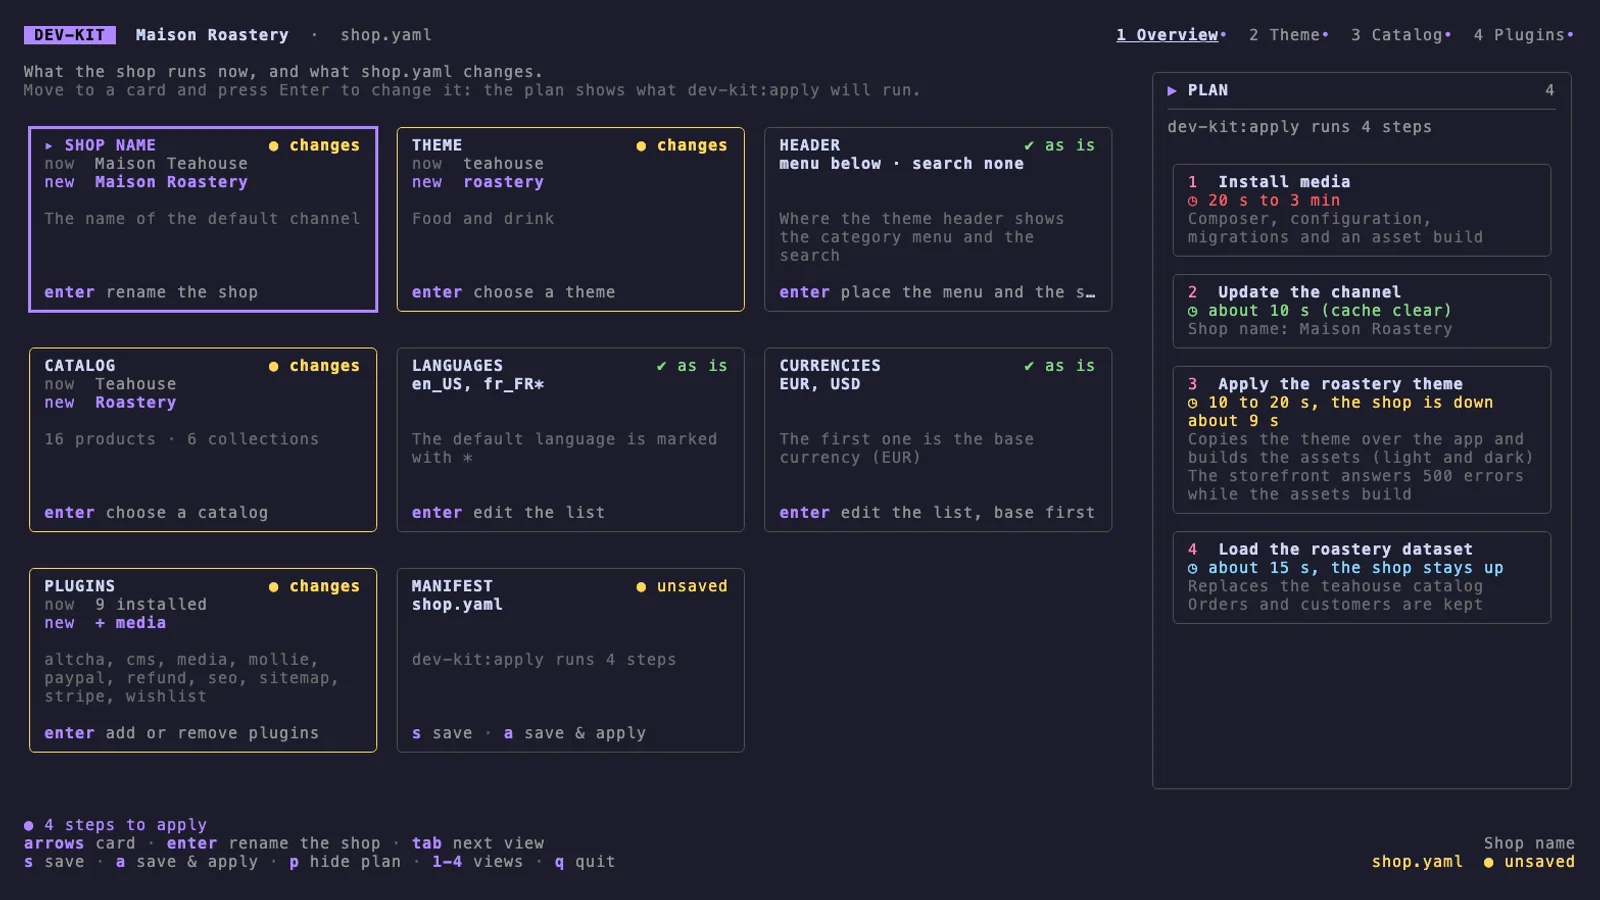 DEV-KIT Maison Roastery · shop.yaml
1 Overview• 2 Theme• 3 Catalog• 4 Plugins•
What the shop runs now, and what shop.yaml changes.
Move to a card and press Enter to change it: the plan shows what dev-kit:apply will run.
▸ SHOP NAME ● changes
now Maison Teahouse
new Maison Roastery
The name of the default channel
enter rename the shop
THEME ● changes
now teahouse
new roastery
Food and drink
enter choose a theme
HEADER ✔ as is
menu below · search none
Where the theme header shows
the category menu and the
search
enter place the menu and the s…
CATALOG ● changes
now Teahouse
new Roastery
16 products · 6 collections
enter choose a catalog
LANGUAGES ✔ as is
en_US, fr_FR*
The default language is marked
with *
enter edit the list
CURRENCIES ✔ as is
EUR, USD
The first one is the base
currency (EUR)
enter edit the list, base first
PLUGINS ● changes
now 9 installed
new + media
altcha, cms, media, mollie,
paypal, refund, seo, sitemap,
stripe, wishlist
enter add or remove plugins
MANIFEST ● unsaved
shop.yaml
dev-kit:apply runs 4 steps
s save · a save & apply
▶ PLAN 4
dev-kit:apply runs 4 steps
1 Install media
◷ 20 s to 3 min
Composer, configuration,
migrations and an asset build
2 Update the channel
◷ about 10 s (cache clear)
Shop name: Maison Roastery
3 Apply the roastery theme
◷ 10 to 20 s, the shop is down
about 9 s
Copies the theme over the app and
builds the assets (light and dark)
The storefront answers 500 errors
while the assets build
4 Load the roastery dataset
◷ about 15 s, the shop stays up
Replaces the teahouse catalog
Orders and customers are kept
● 4 steps to apply
arrows card · enter rename the shop · tab next view
s save · a save & apply · p hide plan · 1-4 views · q quit
Shop name
shop.yaml ● unsaved